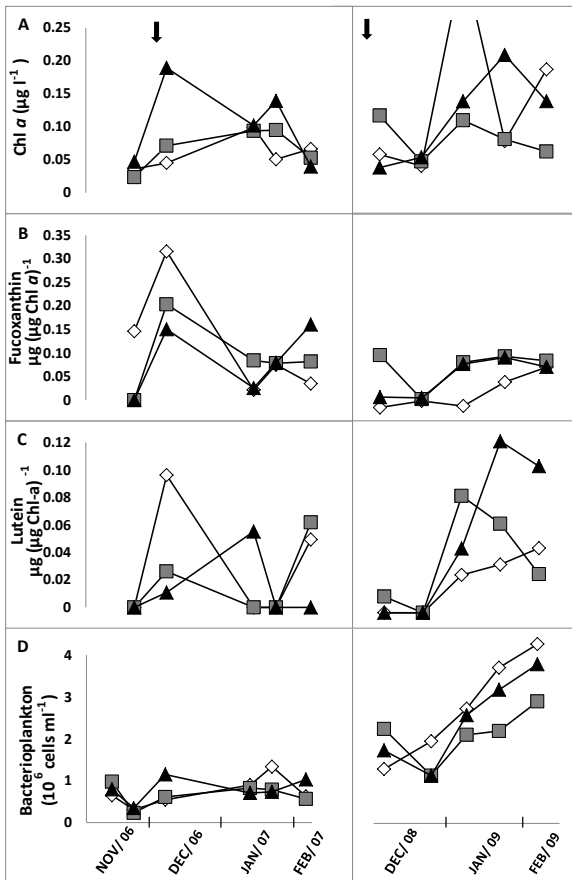 A
Chl a (µg l-1)
0.25
0.20
0.15
0.10
0.05
0
B
Fucoxanthin
µg (µg Chl a)-1
0.35
0.30
0.25
0.20
0.15
0.10
0.05
0
C
Lutein
µg (µg Chl-a) -1
0.12
0.10
0.08
0.06
0.04
0.02
0
D
Bacterioplankton
(10^6 cells ml-1)
4
3
2
1
0
NOV/ 06
DEC/ 06
JAN/ 07
FEB/ 07
DEC/ 08
JAN/ 09
FEB/ 09